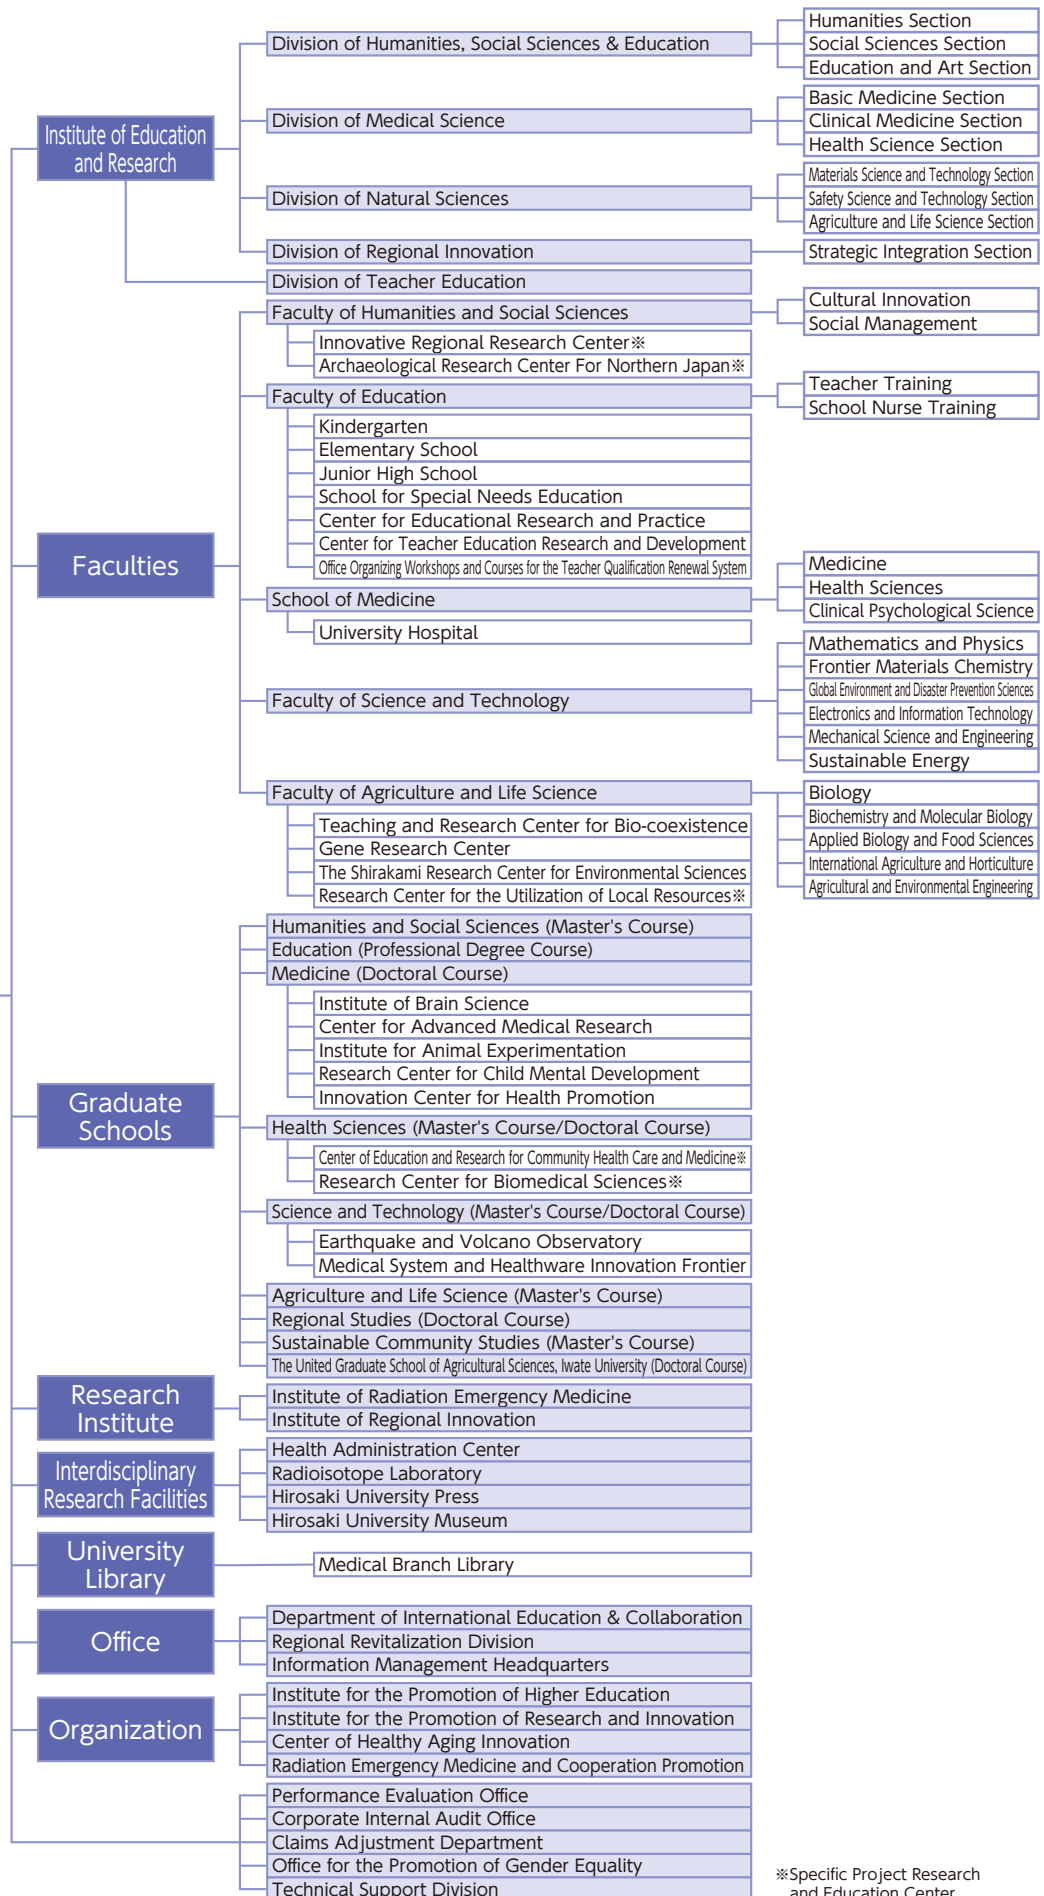 Institute of Education
and Research
Division of Humanities, Social Sciences & Education
Humanities Section
Social Sciences Section
Education and Art Section
Division of Medical Science
Basic Medicine Section
Clinical Medicine Section
Health Science Section
Division of Natural Sciences
Materials Science and Technology Section
Safety Science and Technology Section
Agriculture and Life Science Section
Division of Regional Innovation
Strategic Integration Section
Division of Teacher Education
Faculties
Faculty of Humanities and Social Sciences
Cultural Innovation
Social Management
Innovative Regional Research Center※
Archaeological Research Center For Northern Japan※
Faculty of Education
Teacher Training
School Nurse Training
Kindergarten
Elementary School
Junior High School
School for Special Needs Education
Center for Educational Research and Practice
Center for Teacher Education Research and Development
Office Organizing Workshops and Courses for the Teacher Qualification Renewal System
School of Medicine
Medicine
Health Sciences
Clinical Psychological Science
University Hospital
Faculty of Science and Technology
Mathematics and Physics
Frontier Materials Chemistry
Global Environment and Disaster Prevention Sciences
Electronics and Information Technology
Mechanical Science and Engineering
Sustainable Energy
Faculty of Agriculture and Life Science
Biology
Biochemistry and Molecular Biology
Applied Biology and Food Sciences
International Agriculture and Horticulture
Agricultural and Environmental Engineering
Teaching and Research Center for Bio-coexistence
Gene Research Center
The Shirakami Research Center for Environmental Sciences
Research Center for the Utilization of Local Resources※
Graduate
Schools
Humanities and Social Sciences (Master's Course)
Education (Professional Degree Course)
Medicine (Doctoral Course)
Institute of Brain Science
Center for Advanced Medical Research
Institute for Animal Experimentation
Research Center for Child Mental Development
Innovation Center for Health Promotion
Health Sciences (Master's Course/Doctoral Course)
Center of Education and Research for Community Health Care and Medicine※
Research Center for Biomedical Sciences※
Science and Technology (Master's Course/Doctoral Course)
Earthquake and Volcano Observatory
Medical System and Healthware Innovation Frontier
Agriculture and Life Science (Master's Course)
Regional Studies (Doctoral Course)
Sustainable Community Studies (Master's Course)
The United Graduate School of Agricultural Sciences, Iwate University (Doctoral Course)
Research
Institute
Institute of Radiation Emergency Medicine
Institute of Regional Innovation
Interdisciplinary
Research Facilities
Health Administration Center
Radioisotope Laboratory
Hirosaki University Press
Hirosaki University Museum
University
Library
Medical Branch Library
Office
Department of International Education & Collaboration
Regional Revitalization Division
Information Management Headquarters
Organization
Institute for the Promotion of Higher Education
Institute for the Promotion of Research and Innovation
Center of Healthy Aging Innovation
Radiation Emergency Medicine and Cooperation Promotion
Performance Evaluation Office
Corporate Internal Audit Office
Claims Adjustment Department
Office for the Promotion of Gender Equality
Technical Support Division
※Specific Project Research
and Education Center